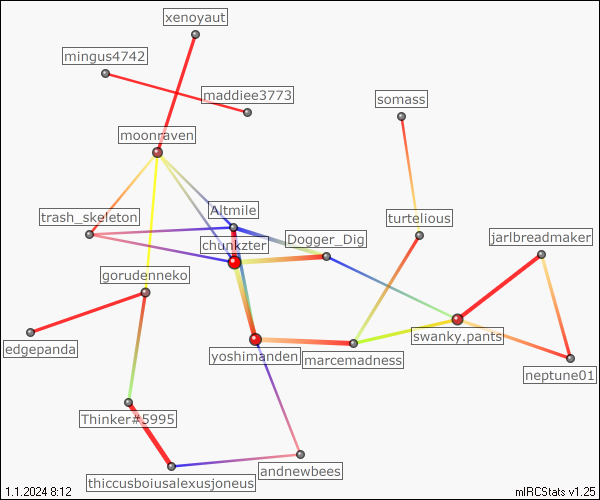 xenoyaut
mingus4742
maddiee3773
somass
moonraven
trash_skeleton
Altmile
turtelious
chunkzter
Dogger_Dig
jarlbreadmaker
gorudenneko
swanky.pants
edgepanda
yoshimanden
marcemadness
neptune01
Thinker#5995
thiccusboiusalexusjoneus
andnewbees
1.1.2024 8:12
mIRCStats v1.25